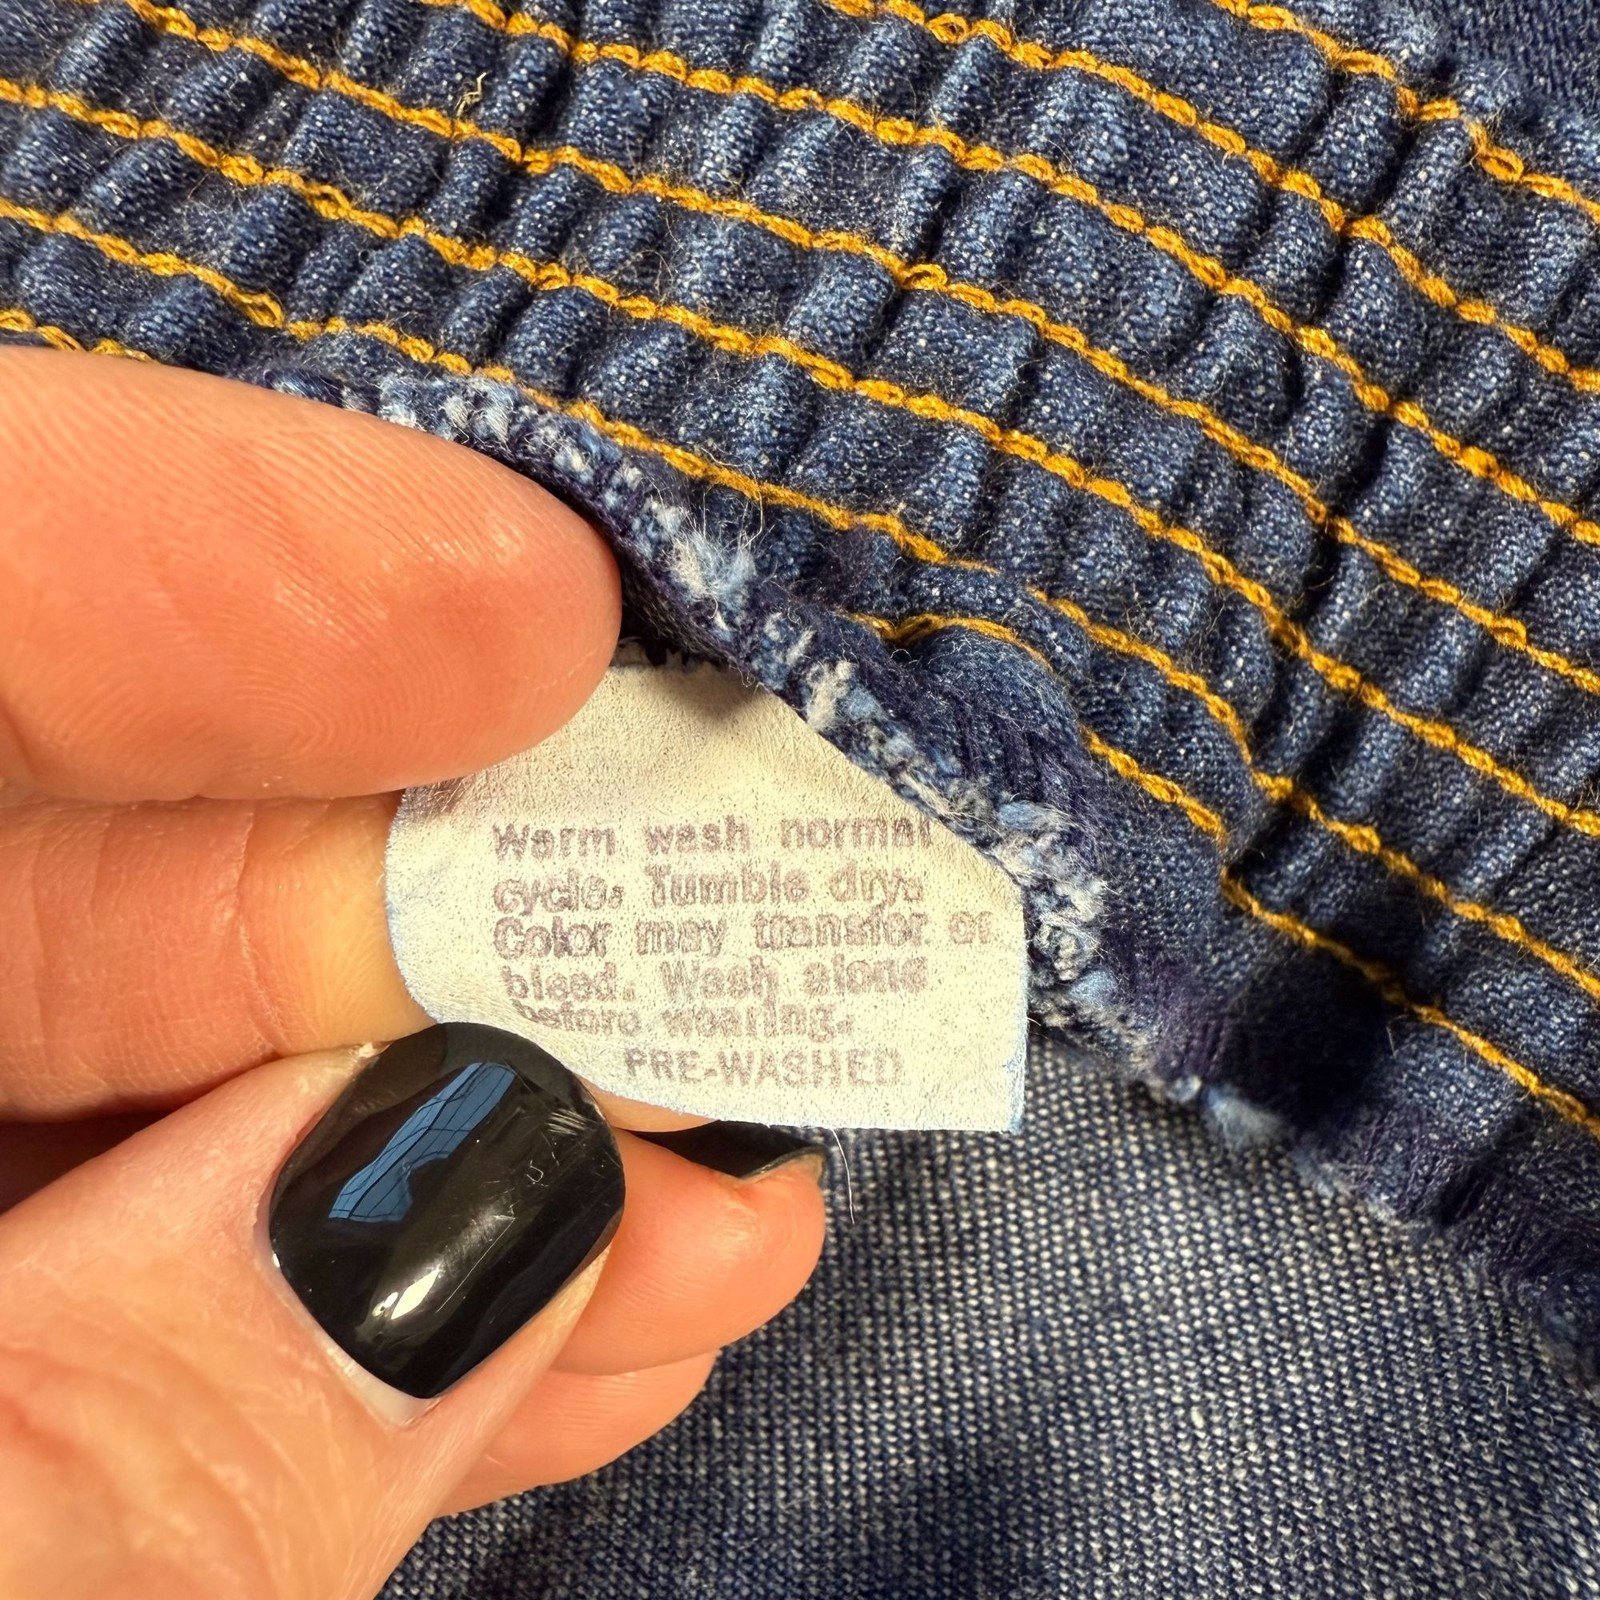 Warm wash normal
cycle. Tumble dry.
Color may transfer or
bleed. Wash alone
before wearing.
PRE-WASHED